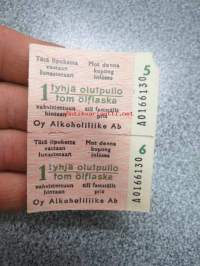 Tätä lipuketta vastaan lunastetaan
Mot denna kupong inlöses
1 tyhjä olutpullo
tom ölflaska
vahvistettuun hintaan
till fastställt pris
Oy Alkoholiliike Ab
5
A0166130
Tätä lipuketta vastaan lunastetaan
Mot denna kupong inlöses
1 tyhjä olutpullo
tom ölflaska
vahvistettuun hintaan
till fastställt pris
Oy Alkoholiliike Ab
6
A0166130